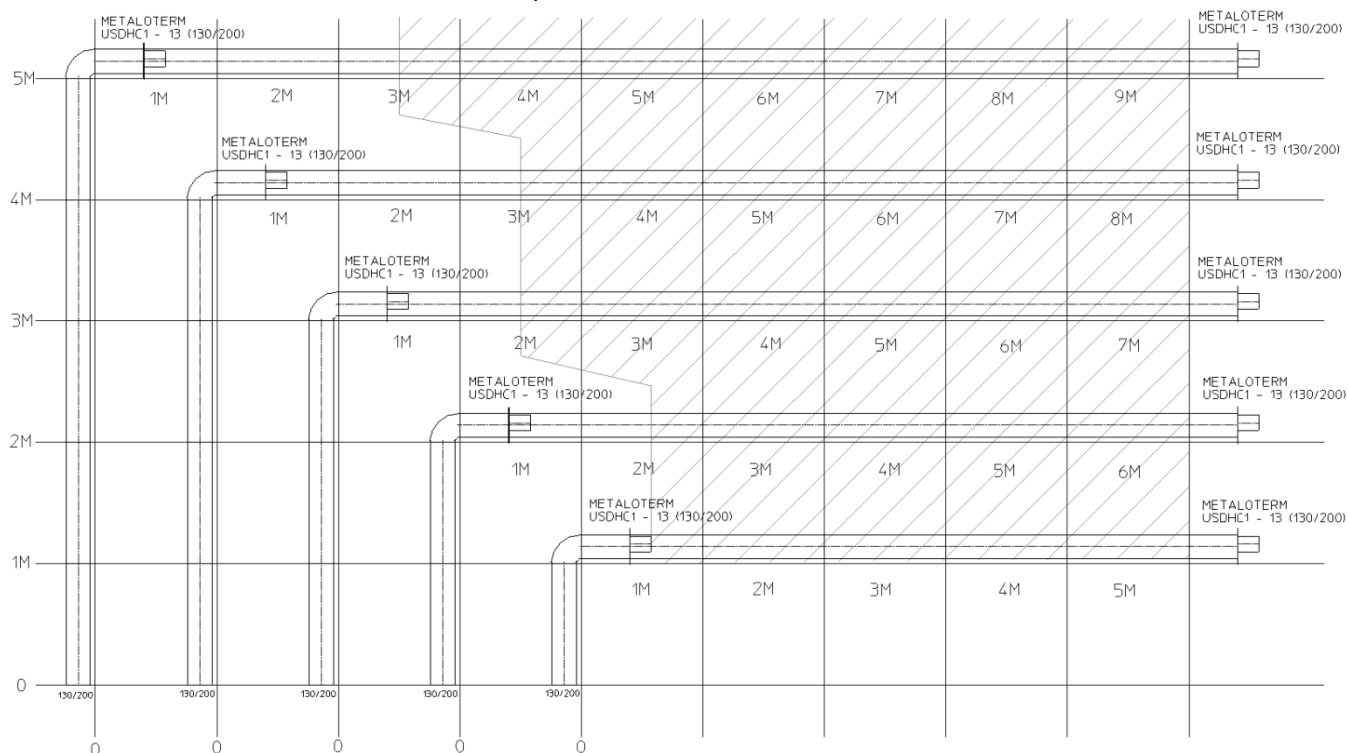 METALOTERM
USDHC1 - 13 (130/200)
METALOTERM
USDHC1 - 13 (130/200)
5M
1M 2M 3M 4M 5M 6M 7M 8M 9M
METALOTERM
USDHC1 - 13 (130/200)
METALOTERM
USDHC1 - 13 (130/200)
4M
1M 2M 3M 4M 5M 6M 7M 8M
METALOTERM
USDHC1 - 13 (130/200)
METALOTERM
USDHC1 - 13 (130/200)
3M
1M 2M 3M 4M 5M 6M 7M
METALOTERM
USDHC1 - 13 (130/200)
METALOTERM
USDHC1 - 13 (130/200)
2M
1M 2M 3M 4M 5M 6M
METALOTERM
USDHC1 - 13 (130/200)
METALOTERM
USDHC1 - 13 (130/200)
1M
1M 2M 3M 4M 5M
0
130/200 130/200 130/200 130/200 130/200
0 0 0 0 0